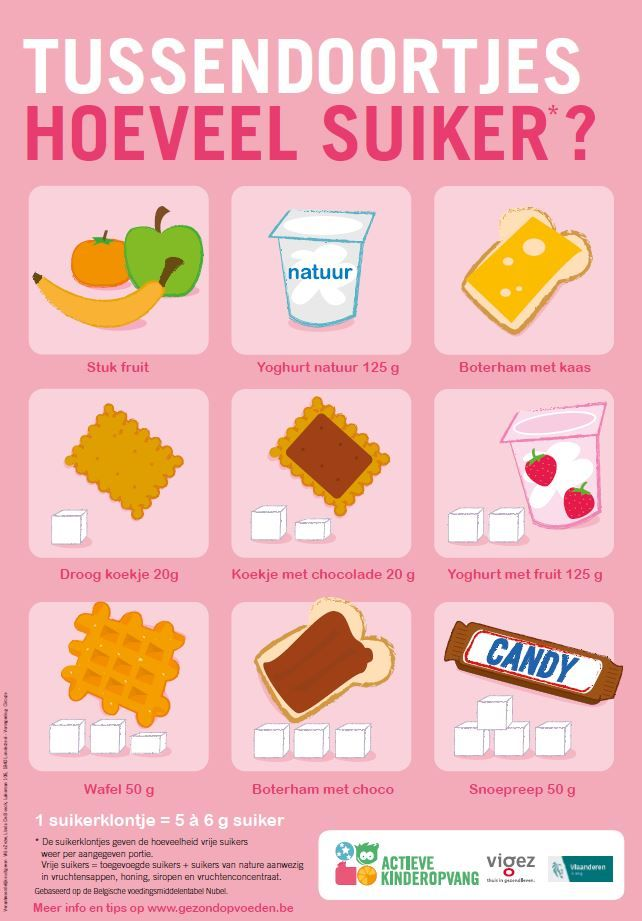 TUSSENDOORTJES
HOEVEEL SUIKER*?
natuur
Stuk fruit
Yoghurt natuur 125 g
Boterham met kaas
Droog koekje 20g
Koekje met chocolade 20 g
Yoghurt met fruit 125 g
CANDY
Wafel 50 g
Boterham met choco
Snoepreep 50 g
1 suikerklontje = 5 à 6 g suiker
* De suikerklontjes geven de hoeveelheid vrije suikers
weer per aangegeven portie.
Vrije suikers = toegevoegde suikers + suikers van nature aanwezig
in vruchtensappen, honing, siropen en vruchtenconcentraat.
Gebaseerd op de Belgische voedingsmiddelentabel Nubel.
Meer info en tips op www.gezondopvoeden.be
ACTIEVE
KINDEROPVANG
vigez
thuis in gezond leven.
Vlaanderen